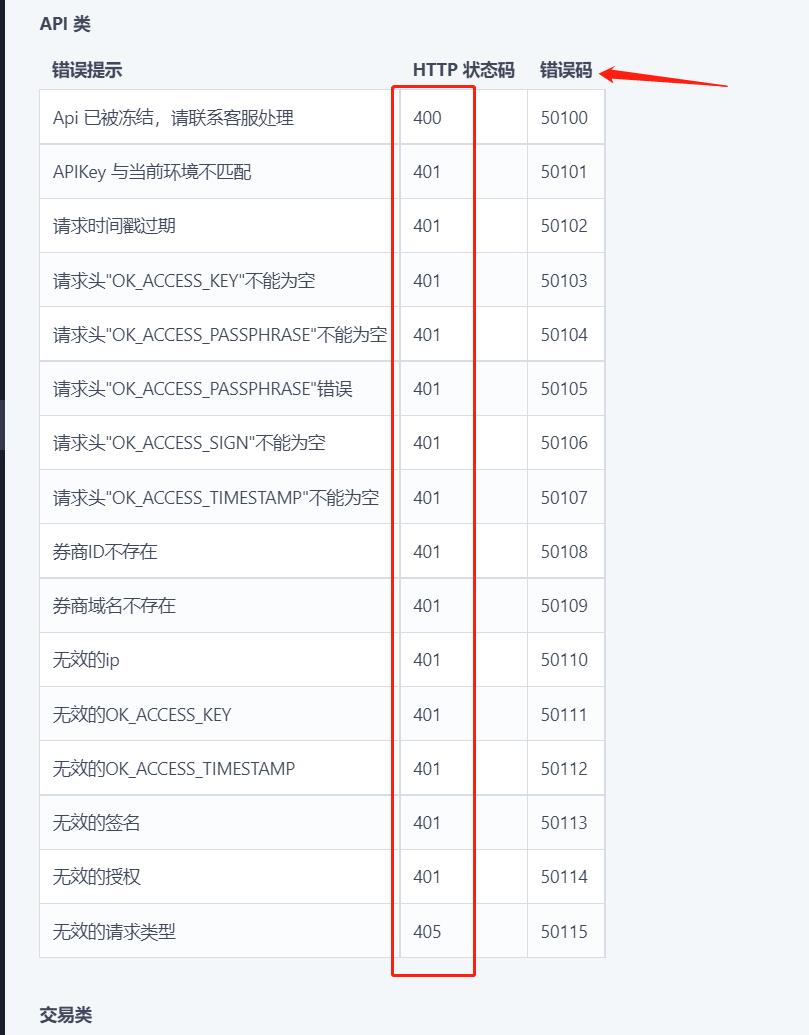 API 类
错误提示 HTTP 状态码 错误码
Api 已被冻结，请联系客服处理 400 50100
APIKey 与当前环境不匹配 401 50101
请求时间戳过期 401 50102
请求头"OK_ACCESS_KEY"不能为空 401 50103
请求头"OK_ACCESS_PASSPHRASE"不能为空 401 50104
请求头"OK_ACCESS_PASSPHRASE"错误 401 50105
请求头"OK_ACCESS_SIGN"不能为空 401 50106
请求头"OK_ACCESS_TIMESTAMP"不能为空 401 50107
券商ID不存在 401 50108
券商域名不存在 401 50109
无效的ip 401 50110
无效的OK_ACCESS_KEY 401 50111
无效的OK_ACCESS_TIMESTAMP 401 50112
无效的签名 401 50113
无效的授权 401 50114
无效的请求类型 405 50115
交易类